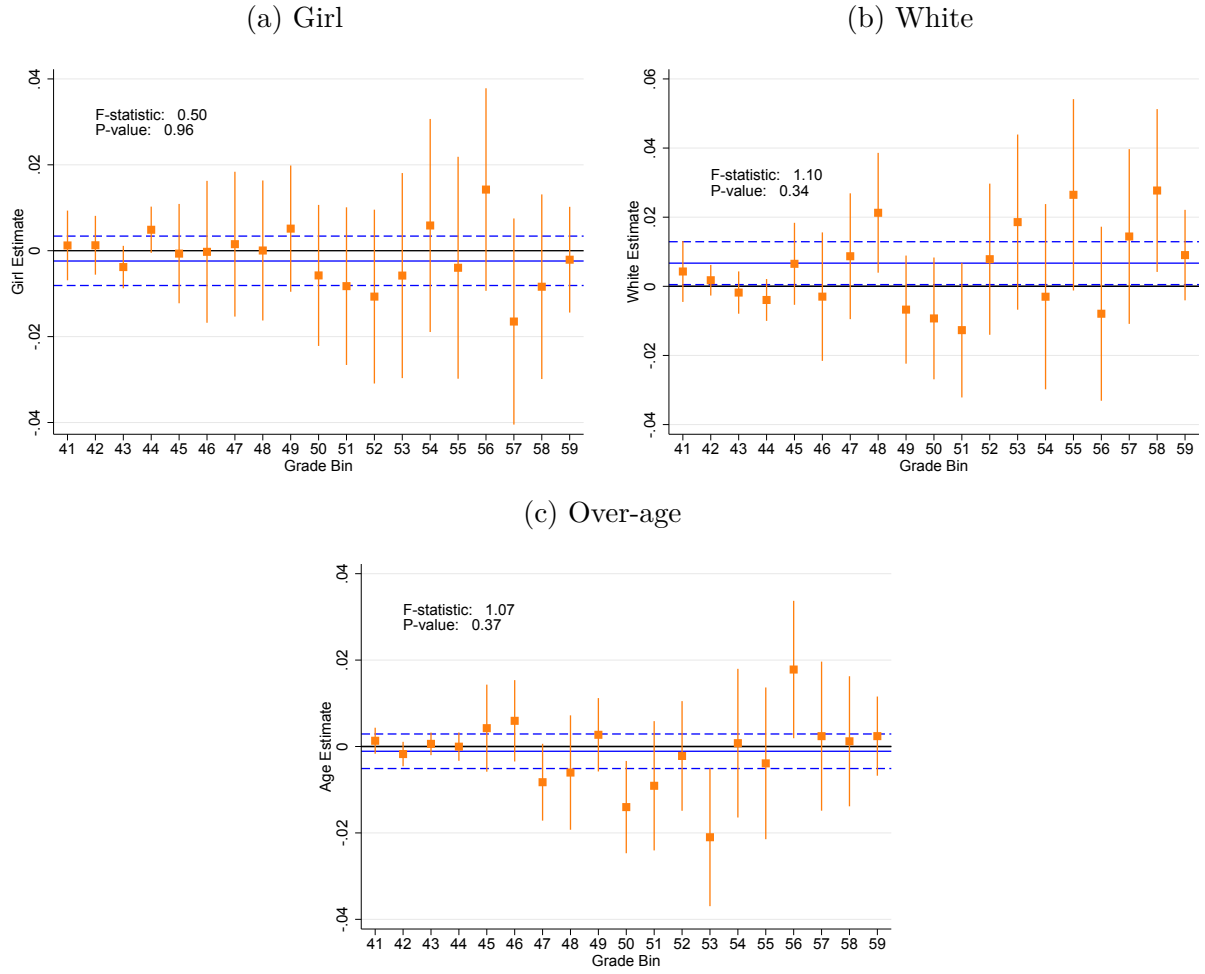 (a) Girl
.04
.02
0
-.02
-.04
Girl Estimate
F-statistic: 0.50
P-value: 0.96
41 42 43 44 45 46 47 48 49 50 51 52 53 54 55 56 57 58 59
Grade Bin
(b) White
.06
.04
.02
0
-.02
-.04
White Estimate
F-statistic: 1.10
P-value: 0.34
41 42 43 44 45 46 47 48 49 50 51 52 53 54 55 56 57 58 59
Grade Bin
(c) Over-age
.04
.02
0
-.02
-.04
Age Estimate
F-statistic: 1.07
P-value: 0.37
41 42 43 44 45 46 47 48 49 50 51 52 53 54 55 56 57 58 59
Grade Bin